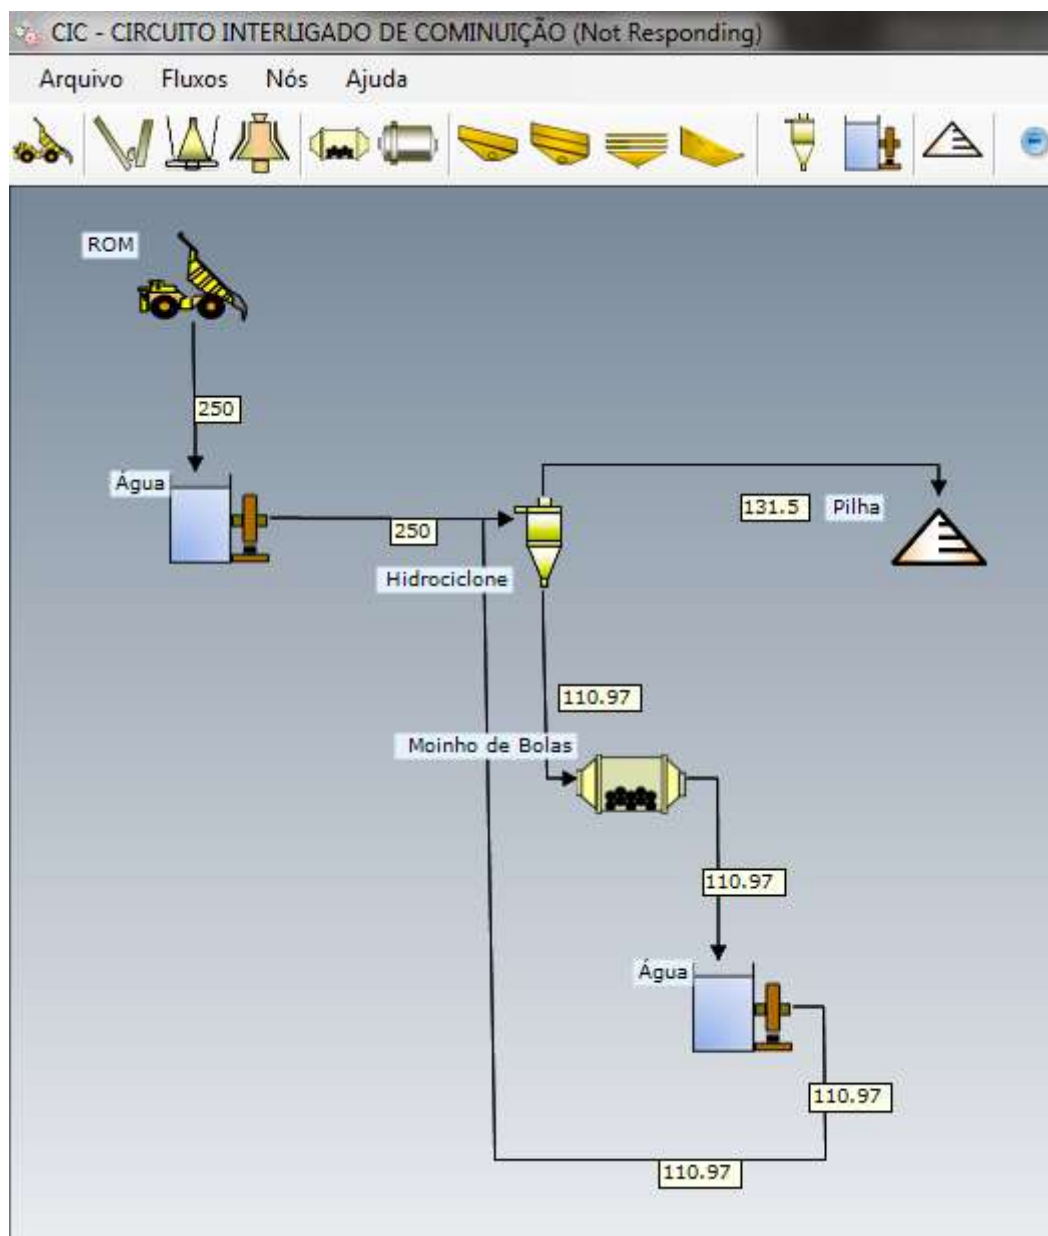 CIC - CIRCUITO INTERLIGADO DE COMINUIÇÃO (Not Responding)
Arquivo Fluxos Nós Ajuda
ROM
250
Água
250
131.5 Pilha
Hidrociclone
110.97
Moinho de Bolas
110.97
Água
110.97
110.97